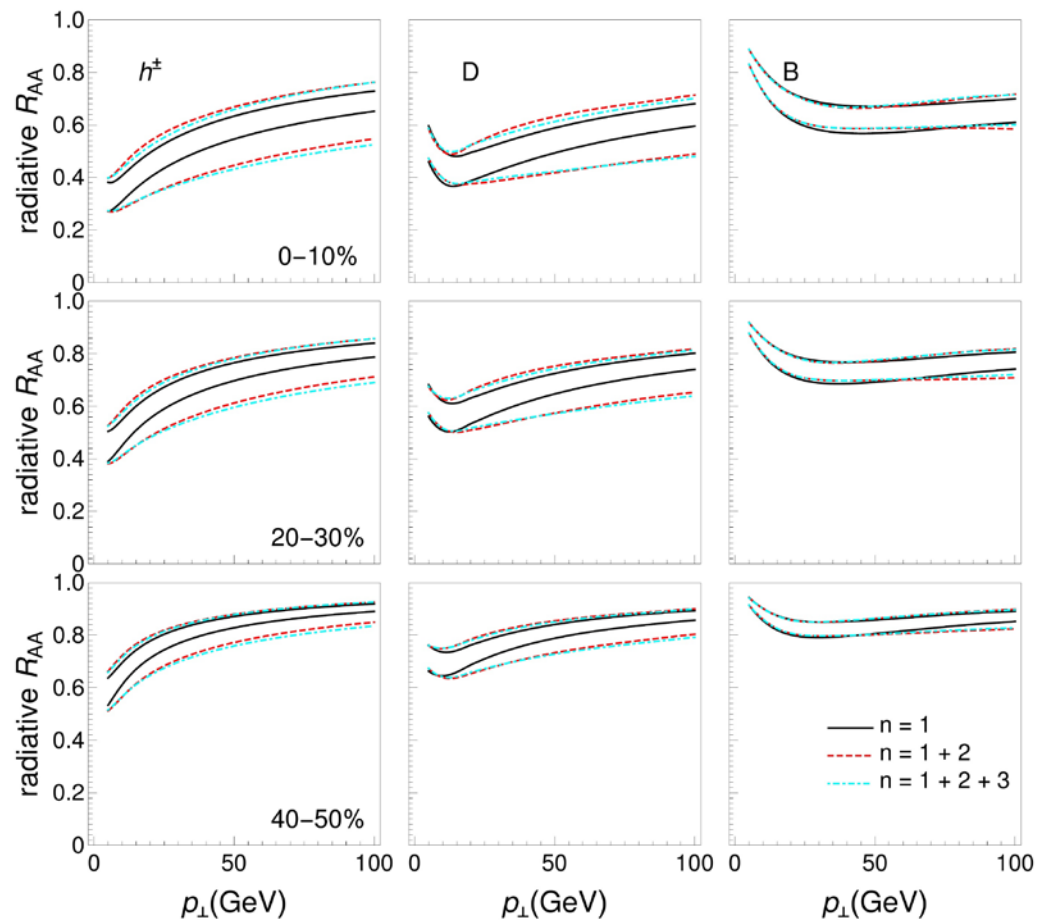 1.0
h± D B
0.8
0.6
0.4
0.2
0
radiative R_AA
0−10%
1.0
0.8
0.6
0.4
0.2
0
radiative R_AA
20−30%
1.0
0.8
0.6
0.4
0.2
0
radiative R_AA
40−50%
n = 1
n = 1 + 2
n = 1 + 2 + 3
0 50 100 0 50 100 0 50 100
p⊥(GeV) p⊥(GeV) p⊥(GeV)